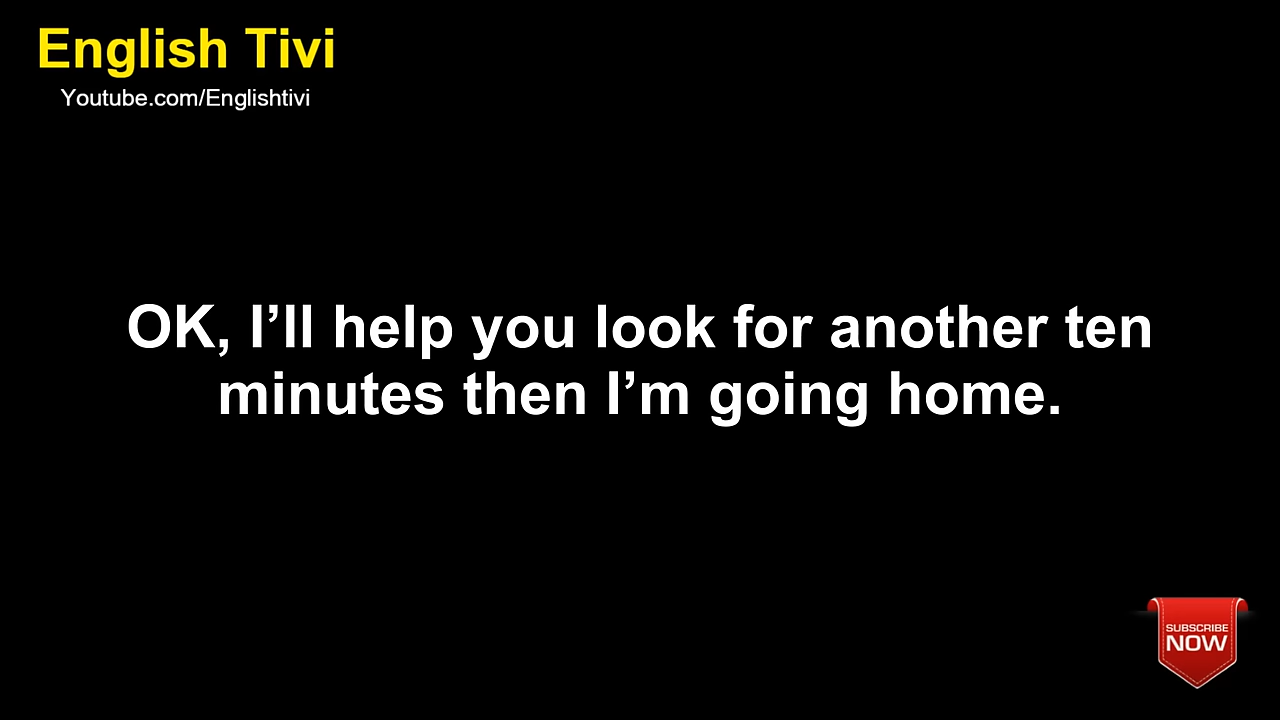 English Tivi
Youtube.com/Englishtivi
OK, I’ll help you look for another ten
minutes then I’m going home.
SUBSCRIBE
NOW